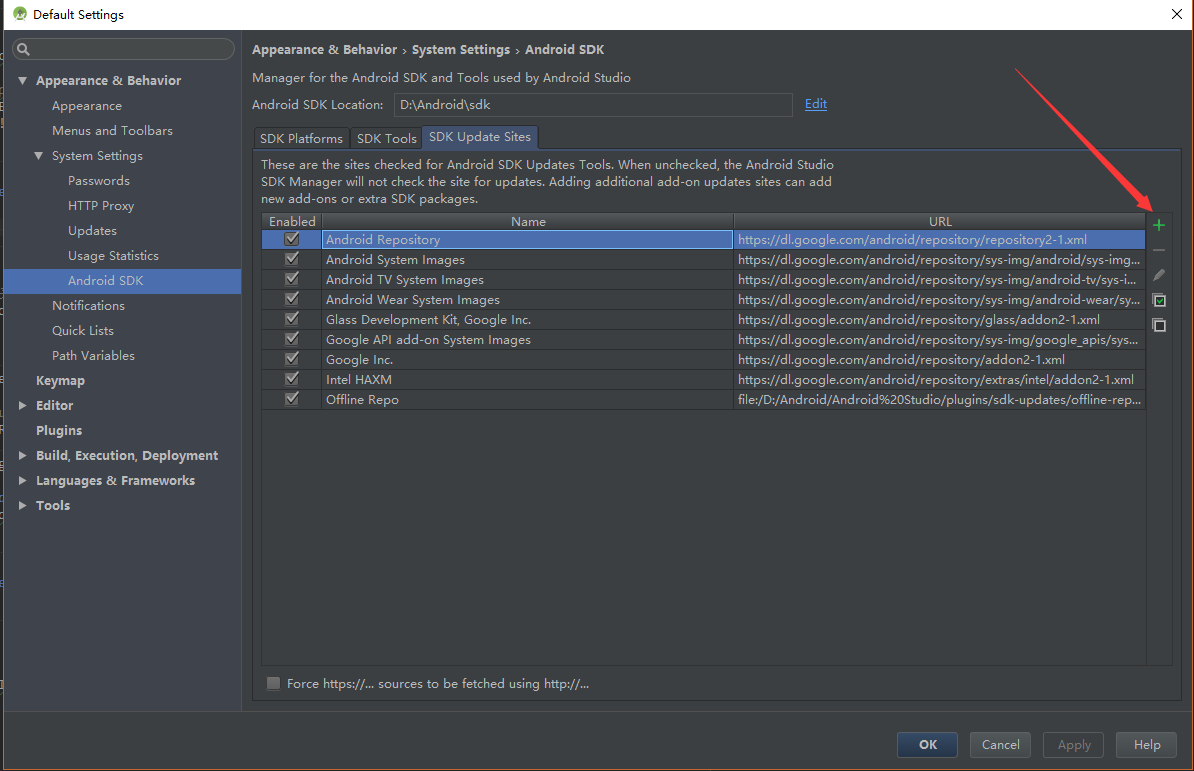 Default Settings
Appearance & Behavior
Appearance
Menus and Toolbars
System Settings
Passwords
HTTP Proxy
Updates
Usage Statistics
Android SDK
Notifications
Quick Lists
Path Variables
Keymap
Editor
Plugins
Build, Execution, Deployment
Languages & Frameworks
Tools
Appearance & Behavior › System Settings › Android SDK
Manager for the Android SDK and Tools used by Android Studio
Android SDK Location: D:\Android\sdk Edit
SDK Platforms SDK Tools SDK Update Sites
These are the sites checked for Android SDK Updates Tools. When unchecked, the Android Studio
SDK Manager will not check the site for updates. Adding additional add-on updates sites can add
new add-ons or extra SDK packages.
Enabled Name URL
Android Repository https://dl.google.com/android/repository/repository2-1.xml
Android System Images https://dl.google.com/android/repository/sys-img/android/sys-img...
Android TV System Images https://dl.google.com/android/repository/sys-img/android-tv/sys-i...
Android Wear System Images https://dl.google.com/android/repository/sys-img/android-wear/sy...
Glass Development Kit, Google Inc. https://dl.google.com/android/repository/glass/addon2-1.xml
Google API add-on System Images https://dl.google.com/android/repository/sys-img/google_apis/sys...
Google Inc. https://dl.google.com/android/repository/addon2-1.xml
Intel HAXM https://dl.google.com/android/repository/extras/intel/addon2-1.xml
Offline Repo file:/D:/Android/Android%20Studio/plugins/sdk-updates/offline-rep...
Force https://... sources to be fetched using http://...
OK Cancel Apply Help